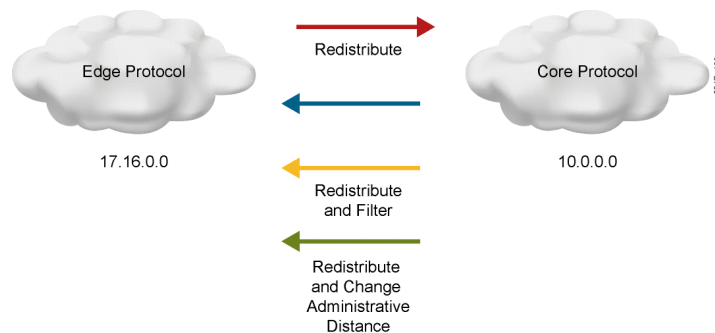 Redistribute
Edge Protocol
Core Protocol
17.16.0.0
10.0.0.0
Redistribute
and Filter
Redistribute
and Change
Administrative
Distance